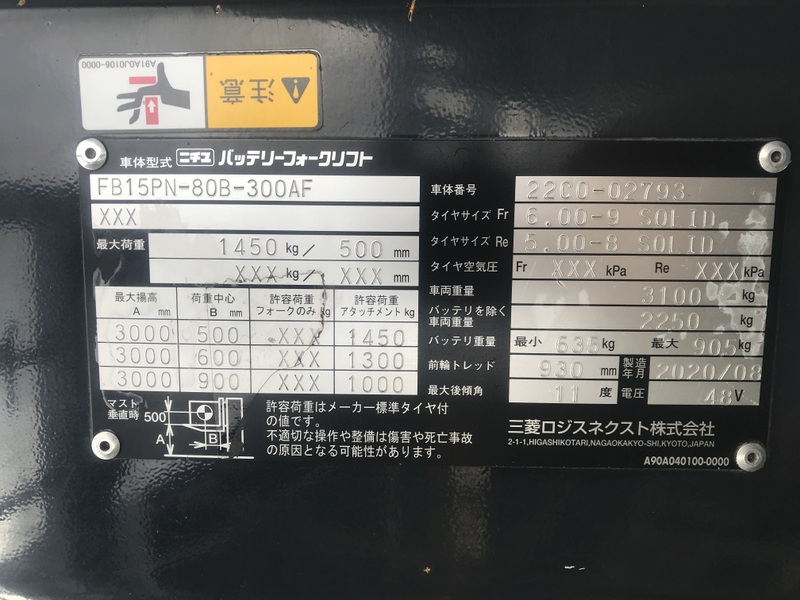 A91A0J0106-0000
注意
車体型式 ニチユ バッテリーフォークリフト
FB15PN-80B-300AF
XXX
最大荷重 1450 kg／ 500 mm
XXX kg／ XXX mm
最大揚高 A mm 荷重中心 B mm 許容荷重 フォークのみ kg 許容荷重 アタッチメント kg
3000 500 XXX 1450
3000 600 XXX 1300
3000 900 XXX 1000
マスト垂直時 500 A B
許容荷重はメーカー標準タイヤ付
の値です。
不適切な操作や整備は傷害や死亡事故
の原因となる可能性があります。
車体番号 22C0-02793
タイヤサイズ Fr 6.00-9 SOLID
タイヤサイズ Re 5.00-8 SOLID
タイヤ空気圧 Fr XXX kPa Re XXX kPa
車両重量 3100 kg
バッテリを除く車両重量 2250 kg
バッテリ重量 最小 635 kg 最大 905
前輪トレッド 930 mm 製造年月 2020/08
最大後傾角 11 度 電圧 48 V
三菱ロジスネクスト株式会社
2-1-1,HIGASHIKOTARI,NAGAOKAKYO-SHI,KYOTO,JAPAN
A90A040100-0000